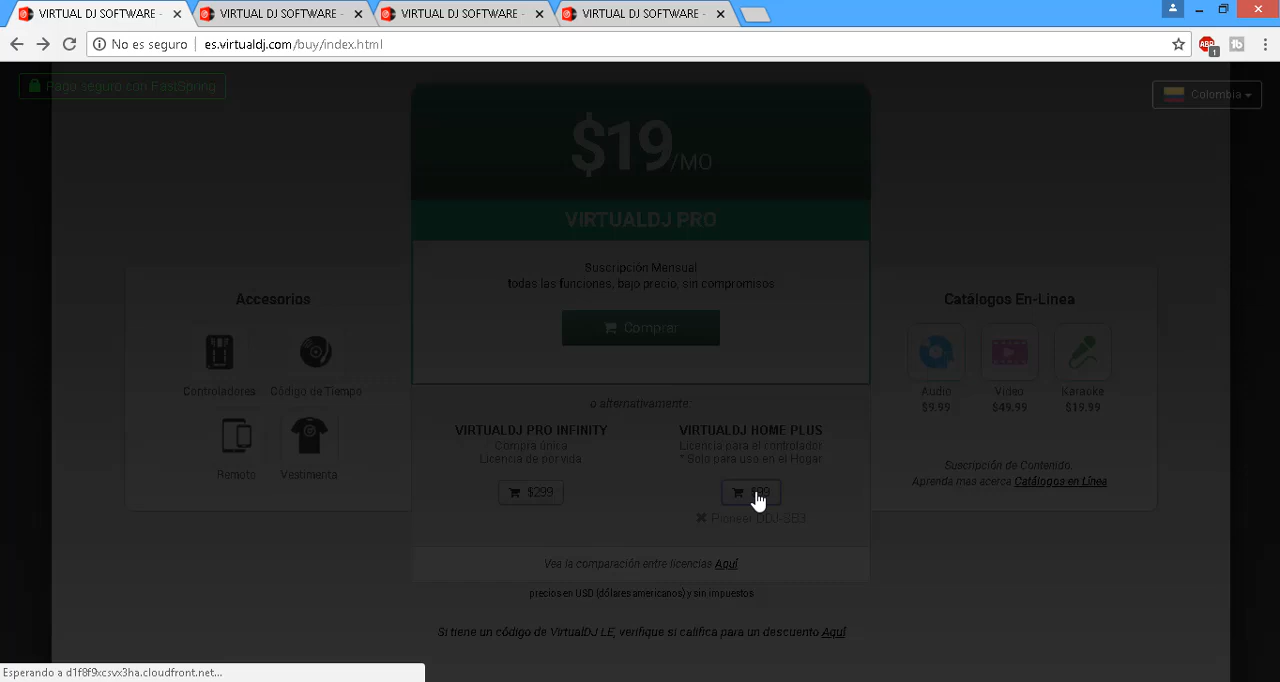 VIRTUAL DJ SOFTWARE -
VIRTUAL DJ SOFTWARE -
VIRTUAL DJ SOFTWARE -
VIRTUAL DJ SOFTWARE -
No es seguro
es.virtualdj.com/buy/index.html
ABP
1
Pago seguro con FastSpring
Colombia
$19/MO
VIRTUALDJ PRO
Suscripción Mensual
todas las funciones, bajo precio, sin compromisos
Comprar
Accesorios
Controladores
Código de Tiempo
Remoto
Vestimenta
Catálogos En-Línea
Audio
$9.99
Video
$49.99
Karaoke
$19.99
Suscripción de Contenido.
Aprenda mas acerca Catálogos en Línea
o alternativamente:
VIRTUALDJ PRO INFINITY
Compra única
Licencia de por vida.
$299
VIRTUALDJ HOME PLUS
Licencia para el controlador
* Solo para uso en el Hogar.
Pioneer DDJ-SB3
Vea la comparación entre licencias Aquí
precios en USD (dólares americanos) y sin impuestos
Si tiene un código de VirtualDJ LE, verifique si califica para un descuento Aquí
Esperando a d1f8f9xcsvx3ha.cloudfront.net...